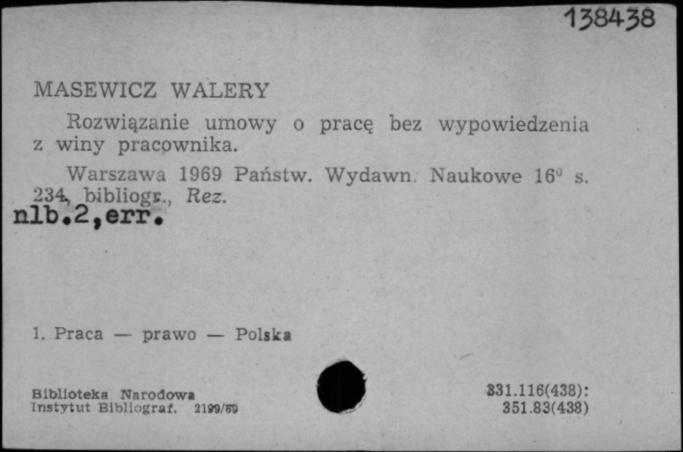 138438
MASEWICZ WALERY
Rozwiązanie umowy o pracę bez wypowiedzenia
z winy pracownika.
Warszawa 1969 Państw. Wydawn. Naukowe 16⁰ s.
234, bibliogr., Rez.
nlb.2,err.
1. Praca — prawo — Polska
Biblioteka Narodowa
Instytut Bibliograf. 2199/69
331.116(438):
351.83(438)